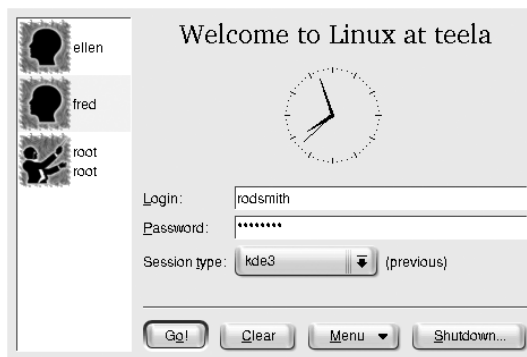 Welcome to Linux at teela
ellen
fred
root
root
Login: rodsmith
Password: ••••••••
Session type: kde3 (previous)
Go! Clear Menu Shutdown...